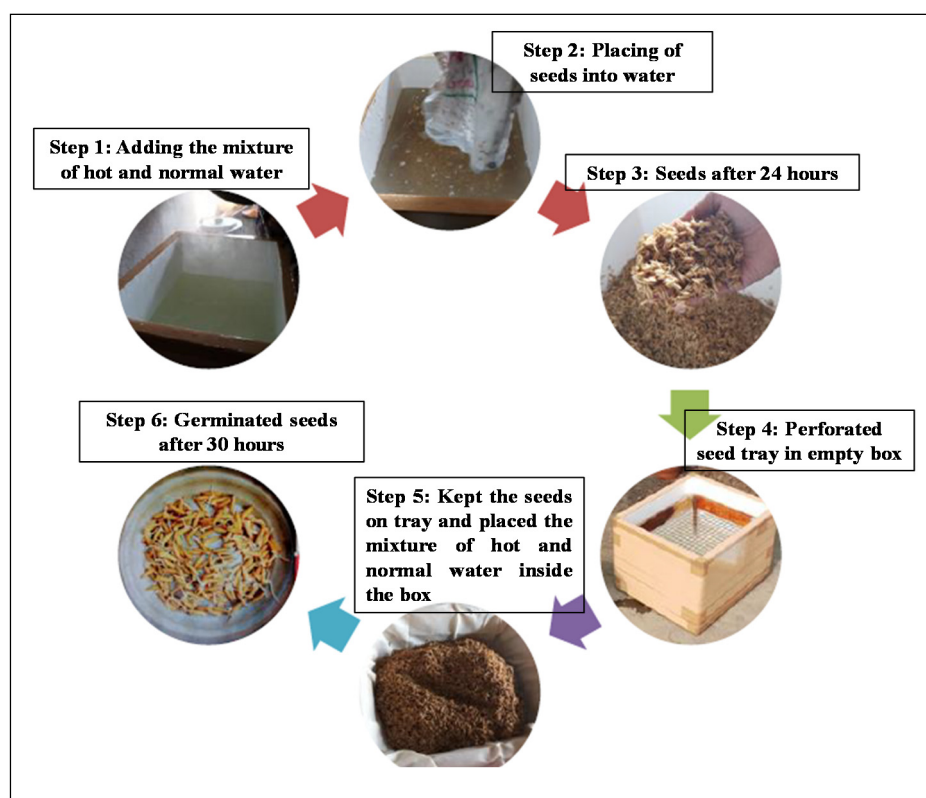 Step 1: Adding the mixture
of hot and normal water
Step 2: Placing of
seeds into water
Step 3: Seeds after 24 hours
Step 4: Perforated
seed tray in empty box
Step 5: Kept the seeds
on tray and placed the
mixture of hot and
normal water inside
the box
Step 6: Germinated seeds
after 30 hours